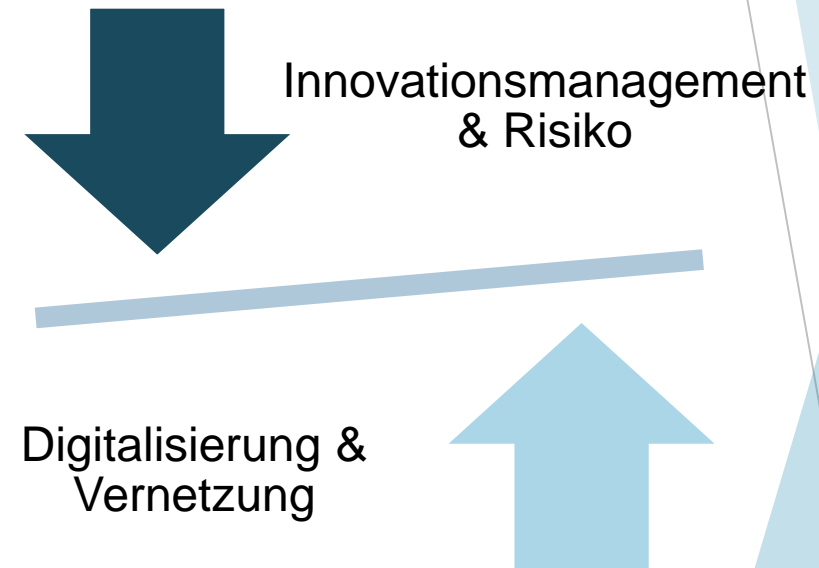 Innovationsmanagement
& Risiko
Digitalisierung &
Vernetzung